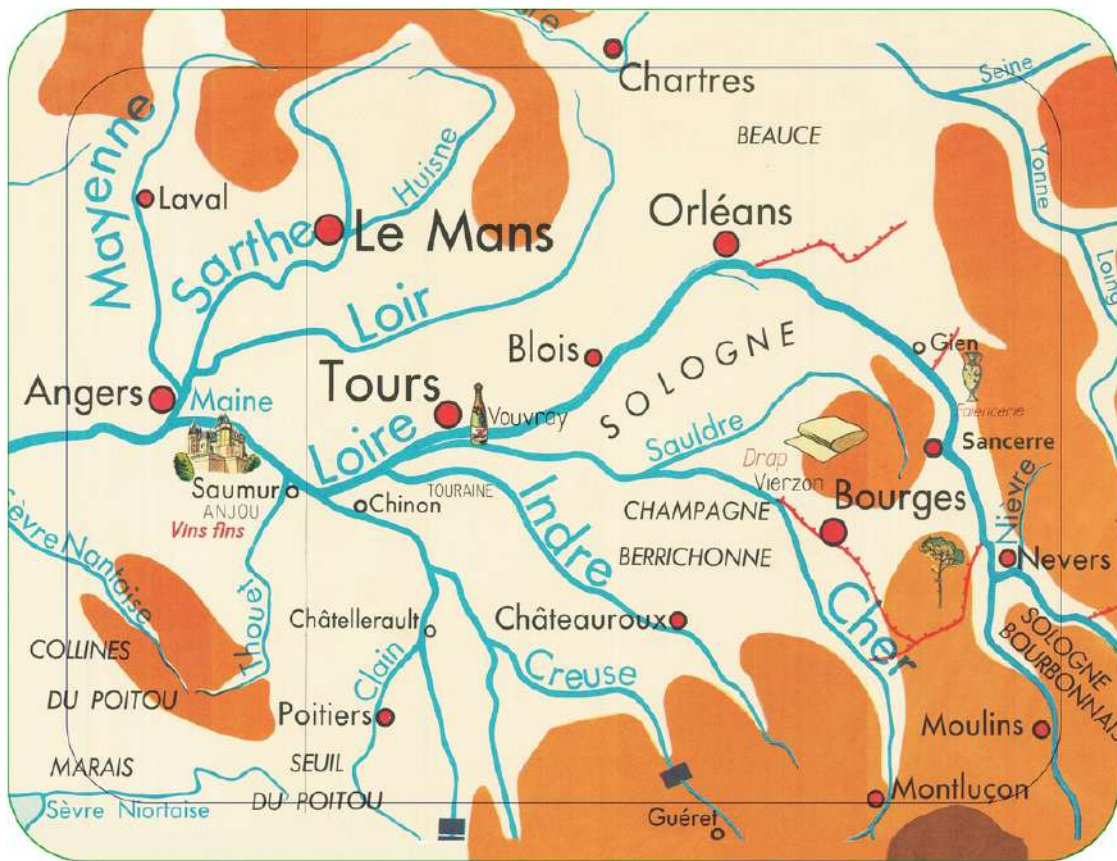 Chartres
Seine
BEAUCE
Mayenne
Huisne
Yonne
Laval
Sarthe
Le Mans
Orléans
Loing
Loir
Blois
SOLOGNE
Gien
Angers
Maine
Tours
Vouvray
Faïencerie
Loire
Sauldre
Drap
Vierzon
Sancerre
Saumur
ANJOU
Vins fins
Chinon
TOURAINE
Indre
CHAMPAGNE
BERRICHONNE
Bourges
Nièvre
Nevers
Sèvre Nantaise
Thouet
Châtellerault
Châteauroux
Cher
COLLINES
DU POITOU
Clain
Creuse
SOLOGNE
BOURBONNAIS
Poitiers
Moulins
MARAIS
SEUIL
DU POITOU
Montluçon
Sèvre Niortaise
Guéret